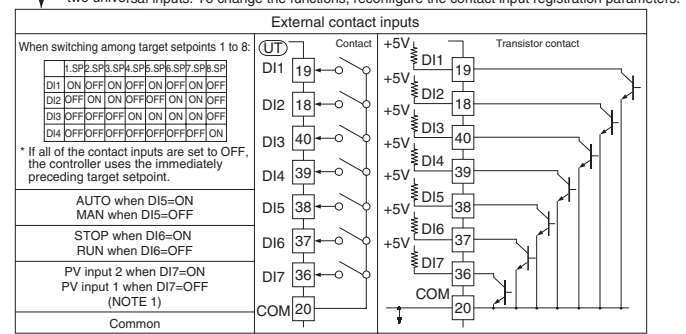 two universal inputs. To change the functions, reconfigure the contact input registration parameters.
External contact inputs
When switching among target setpoints 1 to 8:
1.SP 2.SP 3.SP 4.SP 5.SP 6.SP 7.SP 8.SP
DI1 ON OFF ON OFF ON OFF ON OFF
DI2 OFF ON ON OFF OFF ON ON OFF
DI3 OFF OFF OFF ON ON ON ON OFF
DI4 OFF OFF OFF OFF OFF OFF OFF ON
* If all of the contact inputs are set to OFF,
the controller uses the immediately
preceding target setpoint.
AUTO when DI5=ON
MAN when DI5=OFF
STOP when DI6=ON
RUN when DI6=OFF
PV input 2 when DI7=ON
PV input 1 when DI7=OFF
(NOTE 1)
Common
UT Contact
DI1 19
DI2 18
DI3 40
DI4 39
DI5 38
DI6 37
DI7 36
COM 20
Transistor contact
+5V DI1 19
+5V DI2 18
+5V DI3 40
+5V DI4 39
+5V DI5 38
+5V DI6 37
+5V DI7 36
COM 20